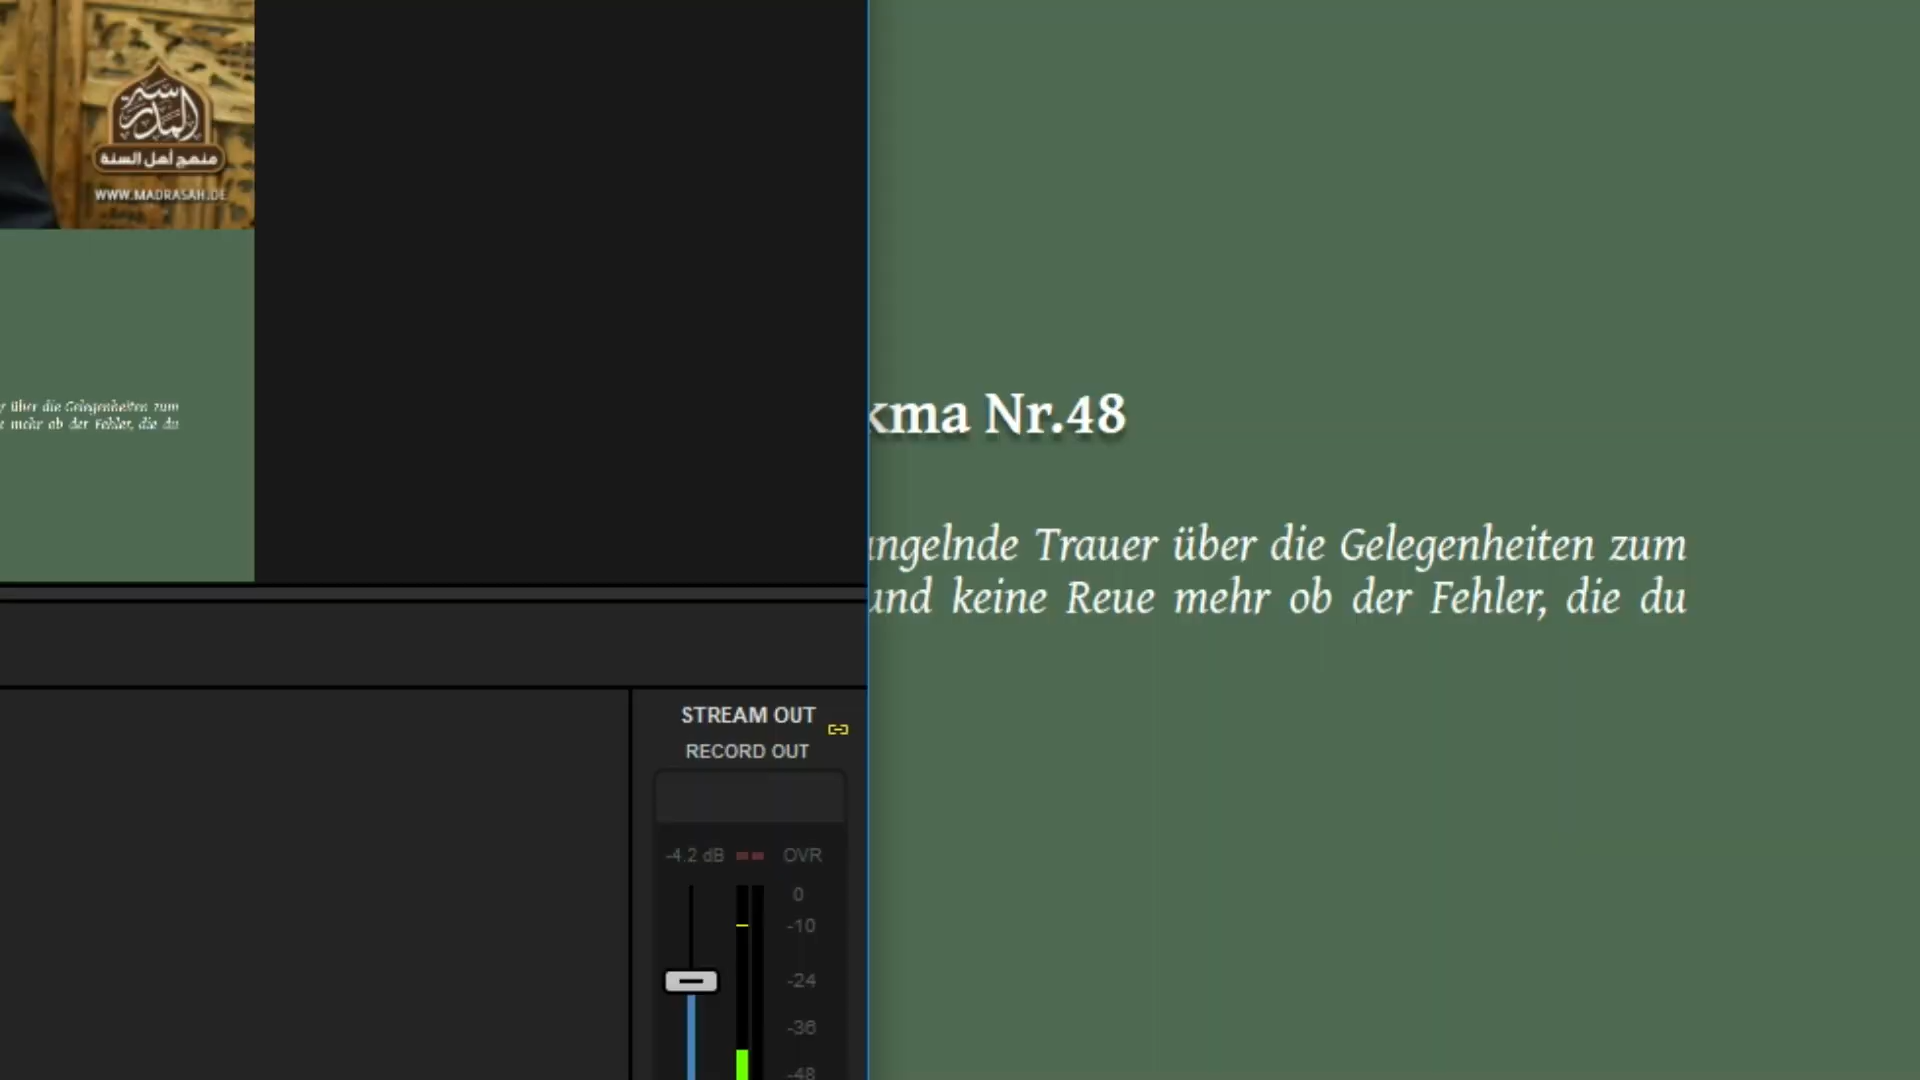 المدرسة
منهج أهل السنة
WWW.MADRASAH.DE
über die Gelegenheiten zum
mehr ob der Fehler, die du
STREAM OUT
RECORD OUT
-4.2 dB
OVR
0
-10
-24
-36
-48
kma Nr.48
ngelnde Trauer über die Gelegenheiten zum
und keine Reue mehr ob der Fehler, die du